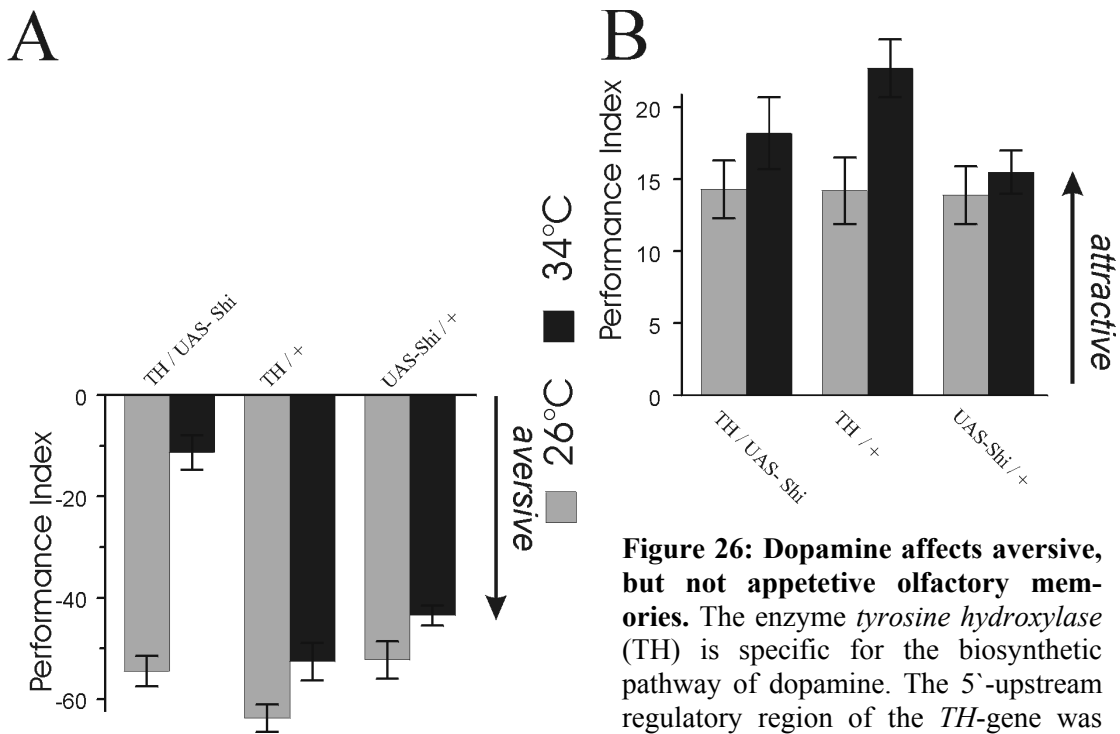 A
TH / UAS- Shi
TH / +
UAS-Shi / +
0
-20
-40
-60
Performance Index
aversive
26°C
34°C
B
Performance Index
20
15
10
5
0
TH / UAS- Shi
TH / +
UAS-Shi / +
attractive
Figure 26: Dopamine affects aversive,
but not appetetive olfactory mem-
ories. The enzyme tyrosine hydroxylase
(TH) is specific for the biosynthetic
pathway of dopamine. The 5`-upstream
regulatory region of the TH-gene was